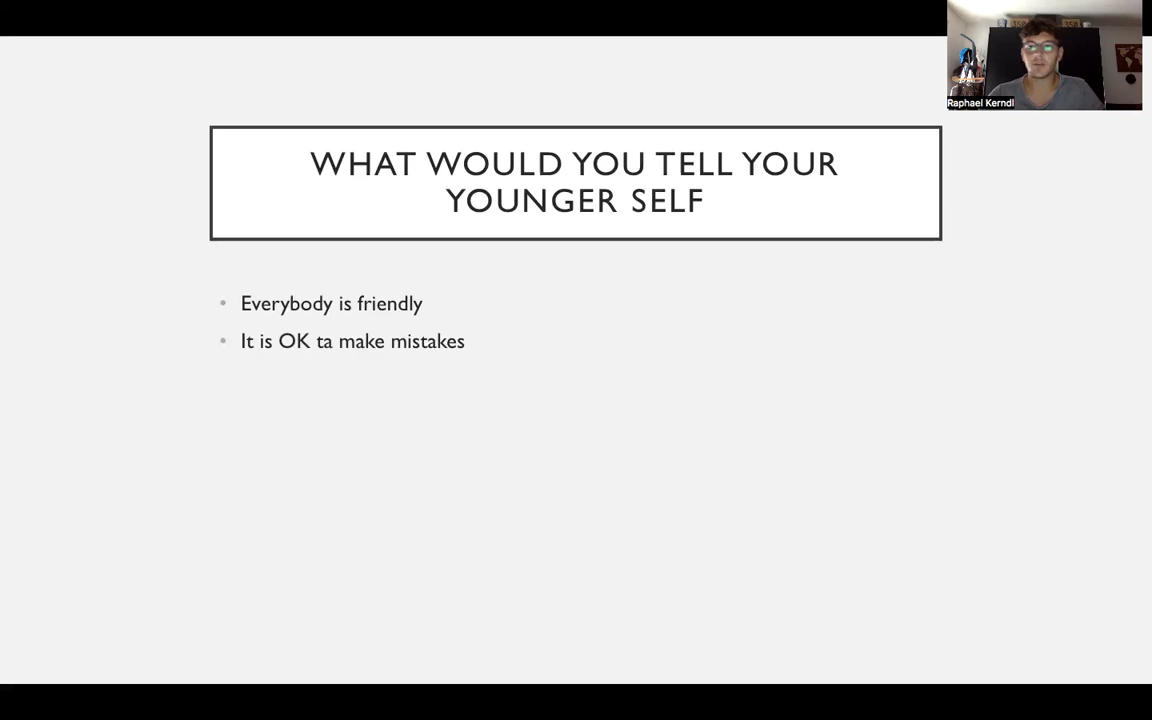 Raphael Kerndl
WHAT WOULD YOU TELL YOUR
YOUNGER SELF
• Everybody is friendly
• It is OK ta make mistakes